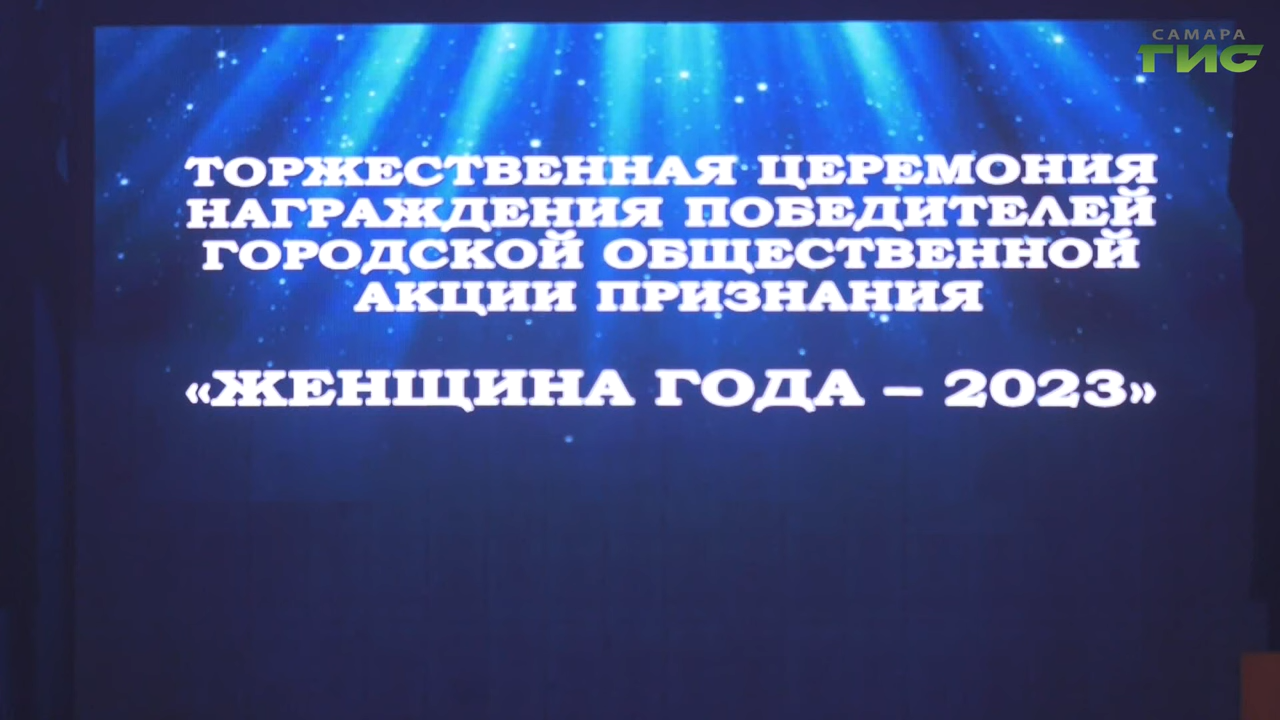 САМАРА
ГИС
ТОРЖЕСТВЕННАЯ ЦЕРЕМОНИЯ
НАГРАЖДЕНИЯ ПОБЕДИТЕЛЕЙ
ГОРОДСКОЙ ОБЩЕСТВЕННОЙ
АКЦИИ ПРИЗНАНИЯ
«ЖЕНЩИНА ГОДА – 2023»